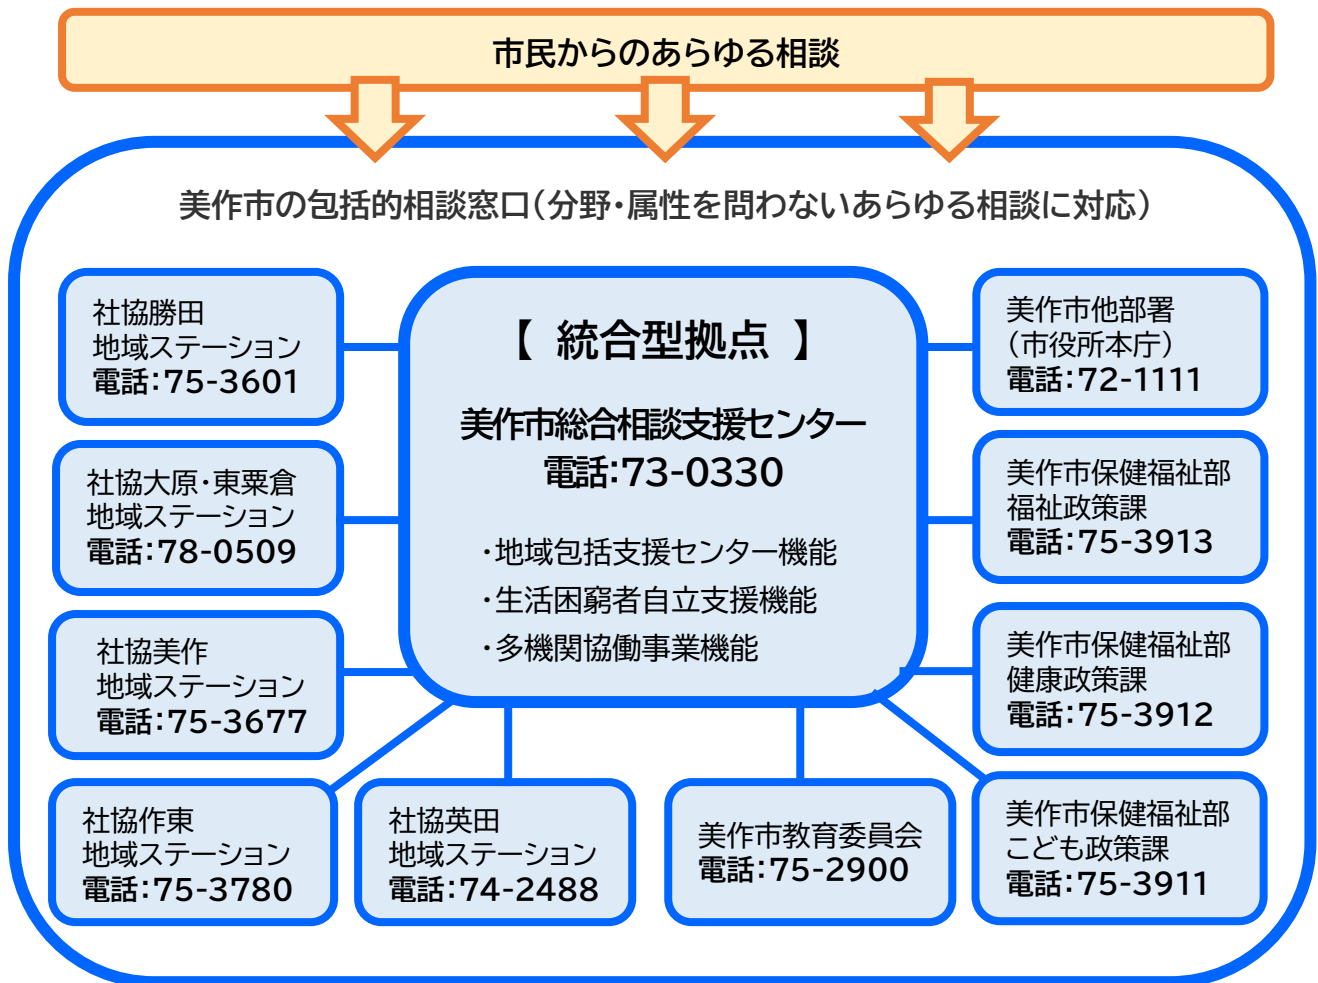 市民からのあらゆる相談
美作市の包括的相談窓口(分野・属性を問わないあらゆる相談に対応)
社協勝田
地域ステーション
電話:75-3601
社協大原・東粟倉
地域ステーション
電話:78-0509
社協美作
地域ステーション
電話:75-3677
社協作東
地域ステーション
電話:75-3780
社協英田
地域ステーション
電話:74-2488
【 統合型拠点 】
美作市総合相談支援センター
電話:73-0330
・地域包括支援センター機能
・生活困窮者自立支援機能
・多機関協働事業機能
美作市他部署
(市役所本庁)
電話:72-1111
美作市保健福祉部
福祉政策課
電話:75-3913
美作市保健福祉部
健康政策課
電話:75-3912
美作市保健福祉部
こども政策課
電話:75-3911
美作市教育委員会
電話:75-2900